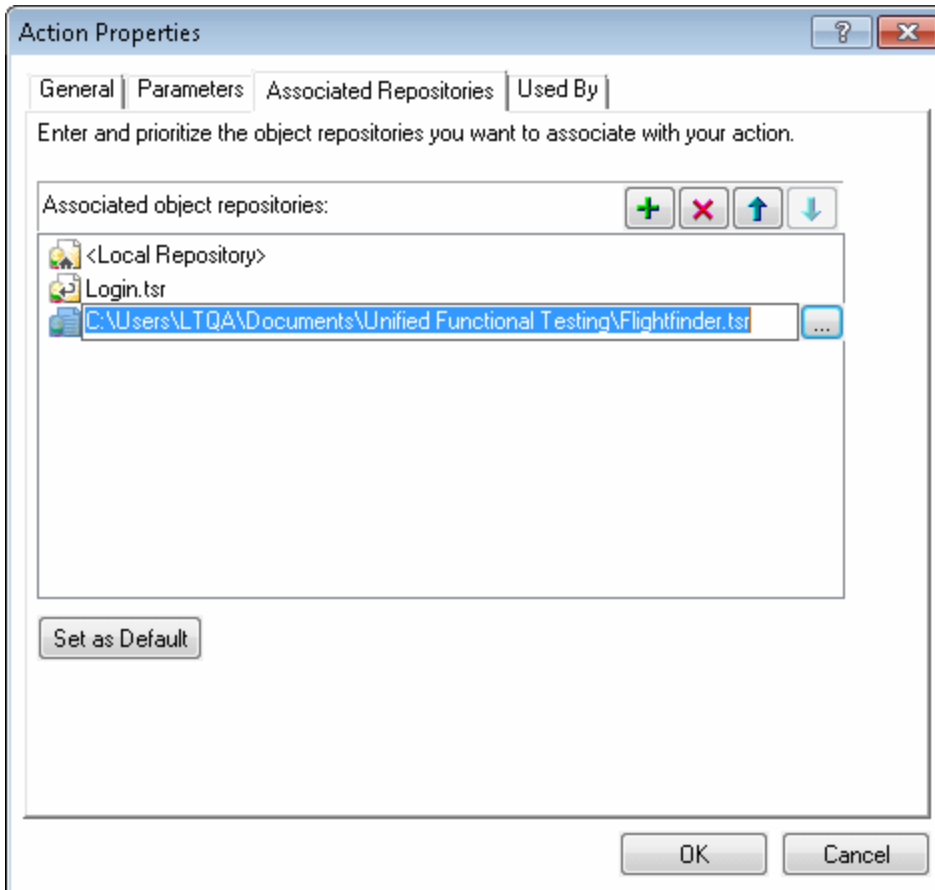 Action Properties
General Parameters Associated Repositories Used By
Enter and prioritize the object repositories you want to associate with your action.
Associated object repositories:
<Local Repository>
Login.tsr
C:\Users\LTQA\Documents\Unified Functional Testing\Flightfinder.tsr ...
Set as Default
OK Cancel